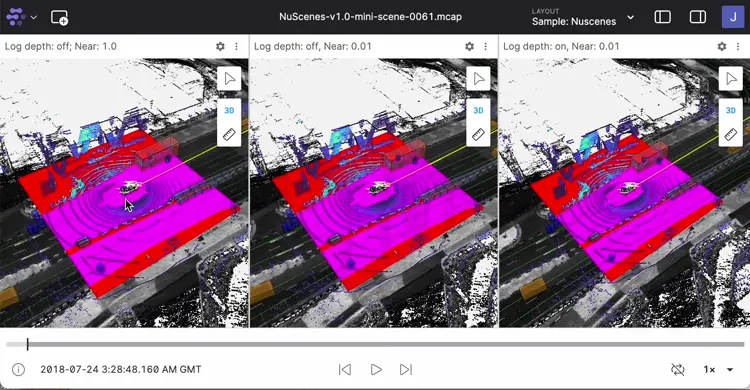 NuScenes-v1.0-mini-scene-0061.mcap
LAYOUT
Sample: Nuscenes
J
Log depth: off; Near: 1.0
Log depth: off, Near: 0.01
Log depth: on, Near: 0.01
3D
3D
3D
2018-07-24 3:28:48.160 AM GMT
1×